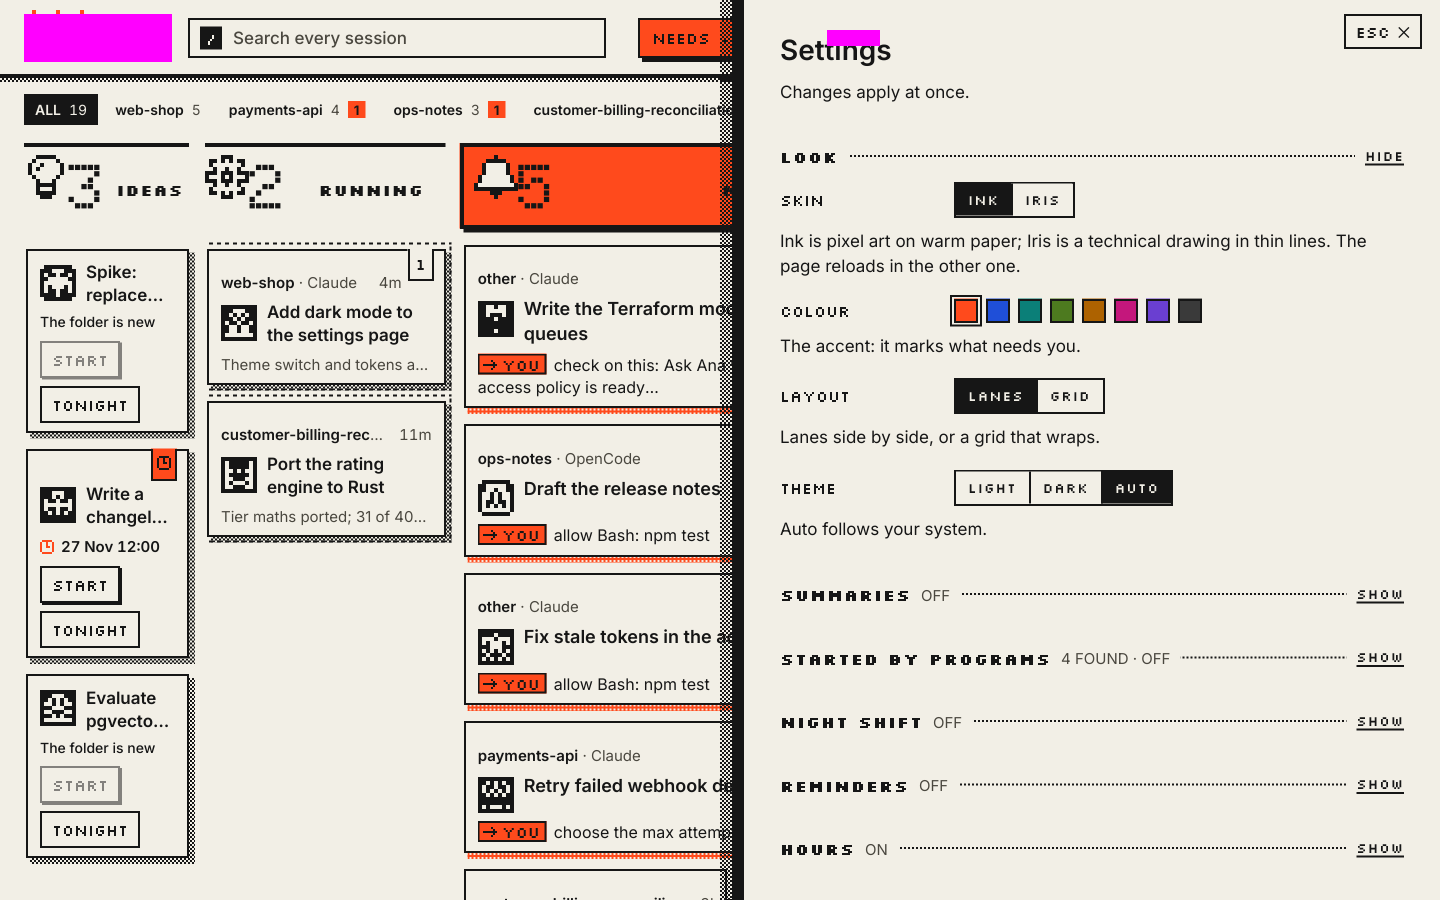 / Search every session
NEEDS
ALL 19 web-shop 5 payments-api 4 1 ops-notes 3 1
3 IDEAS
Spike:
replace...
The folder is new
START
TONIGHT
Write a
changel...
27 Nov 12:00
START
TONIGHT
Evaluate
pgvecto...
The folder is new
START
TONIGHT
2 RUNNING
1
web-shop · Claude 4m
Add dark mode to
the settings page
Theme switch and tokens a...
customer-billing-rec... 11m
Port the rating
engine to Rust
Tier maths ported; 31 of 40...
5
other · Claude
Write the Terraform
queues
→ YOU check on this: Ask Ana
access policy is ready...
ops-notes · OpenCode
Draft the release notes
→ YOU allow Bash: npm test
other · Claude
Fix stale tokens in the
→ YOU allow Bash: npm test
payments-api · Claude
Retry failed webhook
→ YOU choose the max
Settings
ESC ×
Changes apply at once.
LOOK HIDE
SKIN INK IRIS
Ink is pixel art on warm paper; Iris is a technical drawing in thin lines. The
page reloads in the other one.
COLOUR
The accent: it marks what needs you.
LAYOUT LANES GRID
Lanes side by side, or a grid that wraps.
THEME LIGHT DARK AUTO
Auto follows your system.
SUMMARIES OFF SHOW
STARTED BY PROGRAMS 4 FOUND · OFF SHOW
NIGHT SHIFT OFF SHOW
REMINDERS OFF SHOW
HOURS ON SHOW